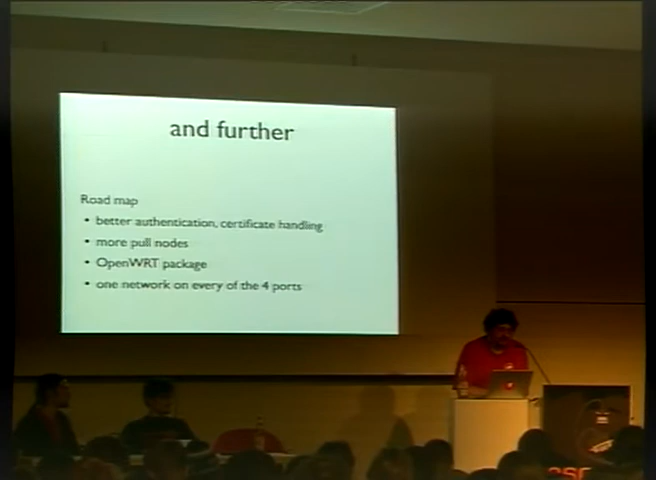 and further
Road map
• better authentication, certificate handling
• more pull nodes
• OpenWRT package
• one network on every of the 4 ports